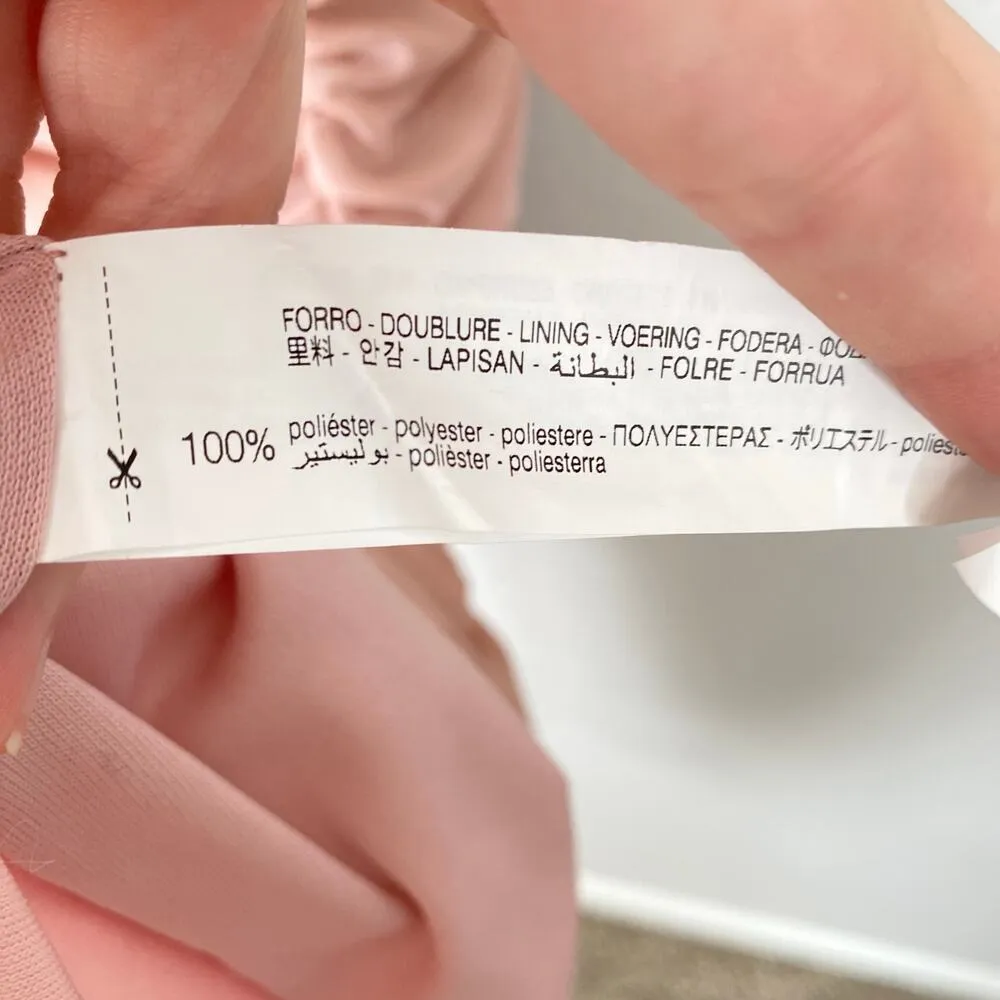 FORRO - DOUBLURE - LINING - VOERING - FODERA -
里料 - 안감 - LAPISAN - البطانة - FOLRE - FORRUA
100% poliéster - polyester - poliestere - ΠΟΛΥΕΣΤΕΡΑΣ - ポリエステル -
بوليستير - polièster - poliesterra